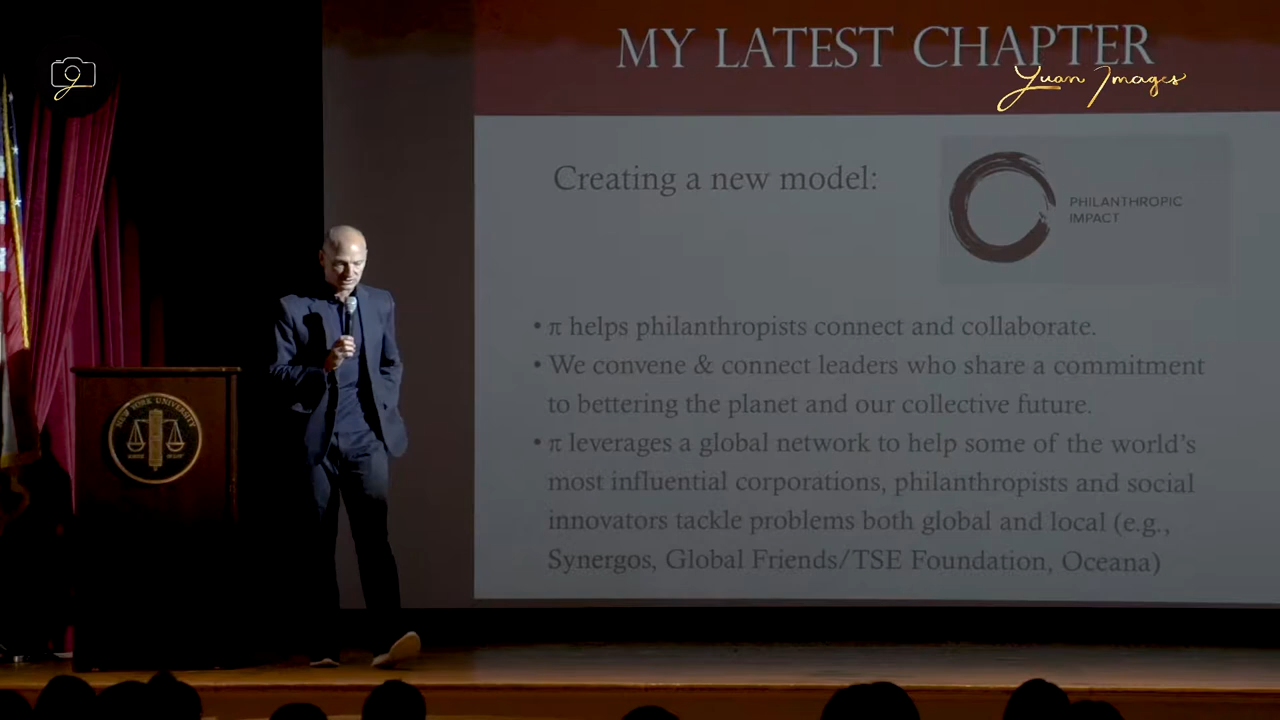 MY LATEST CHAPTER
Yuan Images
Creating a new model:
PHILANTHROPIC
IMPACT
• π helps philanthropists connect and collaborate.
• We convene & connect leaders who share a commitment
to bettering the planet and our collective future.
• π leverages a global network to help some of the world's
most influential corporations, philanthropists and social
innovators tackle problems both global and local (e.g.,
Synergos, Global Friends/TSE Foundation, Oceana)
NEW YORK UNIVERSITY